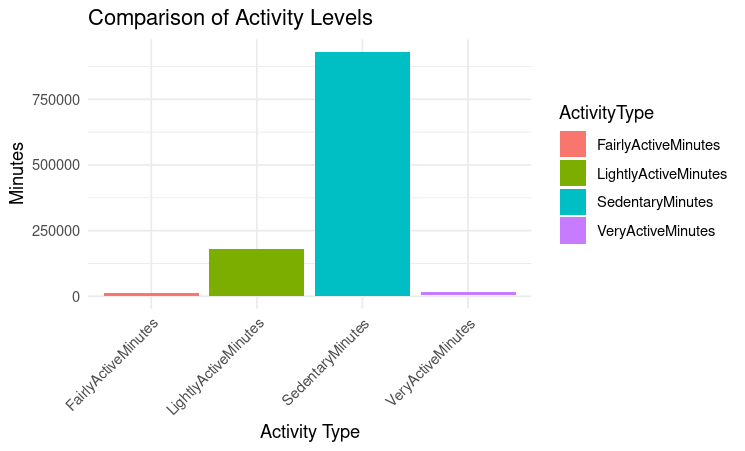 Comparison of Activity Levels
Minutes
750000
500000
250000
0
FairlyActiveMinutes
LightlyActiveMinutes
SedentaryMinutes
VeryActiveMinutes
Activity Type
ActivityType
FairlyActiveMinutes
LightlyActiveMinutes
SedentaryMinutes
VeryActiveMinutes